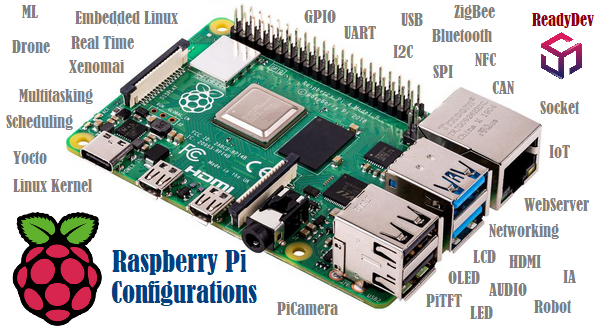 ML
Embedded Linux
GPIO
USB
ZigBee
ReadyDev
Drone
Real Time
UART
Bluetooth
Xenomai
I2C
NFC
SPI
CAN
Multitasking
Socket
Scheduling
IoT
Yocto
Linux Kernel
HDMI
CE
WebServer
Networking
Raspberry Pi
Configurations
LCD
HDMI
OLED
IA
AUDIO
PiCamera
PiTFT
LED
Robot